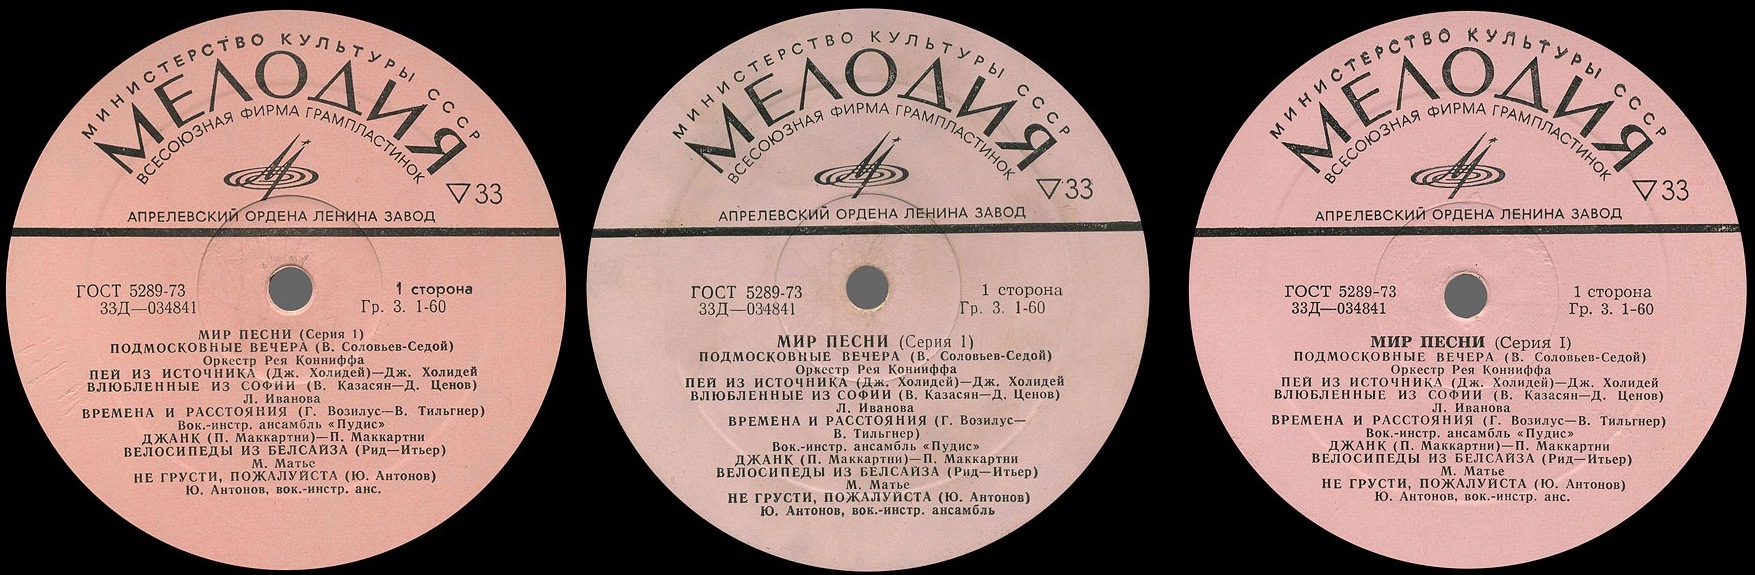 МИНИСТЕРСТВО КУЛЬТУРЫ СССР
МЕЛОДИЯ
ВСЕСОЮЗНАЯ ФИРМА ГРАМПЛАСТИНОК
▽33
АПРЕЛЕВСКИЙ ОРДЕНА ЛЕНИНА ЗАВОД
ГОСТ 5289-73 1 сторона
33Д—034841 Гр. 3. 1-60
МИР ПЕСНИ (Серия 1)
ПОДМОСКОВНЫЕ ВЕЧЕРА (В. Соловьев-Седой)
Оркестр Рея Конниффа
ПЕЙ ИЗ ИСТОЧНИКА (Дж. Холидей)—Дж. Холидей
ВЛЮБЛЕННЫЕ ИЗ СОФИИ (В. Казасян—Д. Ценов)
Л. Иванова
ВРЕМЕНА И РАССТОЯНИЯ (Г. Возилус—В. Тильгнер)
Вок.-инстр. ансамбль «Пудис»
ДЖАНК (П. Маккартни)—П. Маккартни
ВЕЛОСИПЕДЫ ИЗ БЕЛСАЙЗА (Рид—Итьер)
М. Матье
НЕ ГРУСТИ, ПОЖАЛУЙСТА (Ю. Антонов)
Ю. Антонов, вок.-инстр. анс.
МИНИСТЕРСТВО КУЛЬТУРЫ СССР
МЕЛОДИЯ
ВСЕСОЮЗНАЯ ФИРМА ГРАМПЛАСТИНОК
▽33
АПРЕЛЕВСКИЙ ОРДЕНА ЛЕНИНА ЗАВОД
ГОСТ 5289-73 1 сторона
33Д—034841 Гр. 3. 1-60
МИР ПЕСНИ (Серия 1)
ПОДМОСКОВНЫЕ ВЕЧЕРА (В. Соловьев-Седой)
Оркестр Рея Конниффа
ПЕЙ ИЗ ИСТОЧНИКА (Дж. Холидей)—Дж. Холидей
ВЛЮБЛЕННЫЕ ИЗ СОФИИ (В. Казасян—Д. Ценов)
Л. Иванова
ВРЕМЕНА И РАССТОЯНИЯ (Г. Возилус—
В. Тильгнер)
Вок.-инстр. ансамбль «Пудис»
ДЖАНК (П. Маккартни)—П. Маккартни
ВЕЛОСИПЕДЫ ИЗ БЕЛСАЙЗА (Рид—Итьер)
М. Матье
НЕ ГРУСТИ, ПОЖАЛУЙСТА (Ю. Антонов)
Ю. Антонов, вок.-инстр. ансамбль
МИНИСТЕРСТВО КУЛЬТУРЫ СССР
МЕЛОДИЯ
ВСЕСОЮЗНАЯ ФИРМА ГРАМПЛАСТИНОК
▽33
АПРЕЛЕВСКИЙ ОРДЕНА ЛЕНИНА ЗАВОД
ГОСТ 5289-73 1 сторона
33Д—034841 Гр. 3. 1-60
МИР ПЕСНИ (Серия I)
ПОДМОСКОВНЫЕ ВЕЧЕРА (В. Соловьев-Седой)
Оркестр Рея Конниффа
ПЕЙ ИЗ ИСТОЧНИКА (Дж. Холидей)—Дж. Холидей
ВЛЮБЛЕННЫЕ ИЗ СОФИИ (В. Казасян—Д. Ценов)
Л. Иванова
ВРЕМЕНА И РАССТОЯНИЯ (Г. Возилус—В. Тильгнер)
Вок.-инстр. ансамбль «Пудис»
ДЖАНК (П. Маккартни)—П. Маккартни
ВЕЛОСИПЕДЫ ИЗ БЕЛСАЙЗА (Рид—Итьер)
М. Матье
НЕ ГРУСТИ, ПОЖАЛУЙСТА (Ю. Антонов)
Ю. Антонов, вок.-инстр. анс.